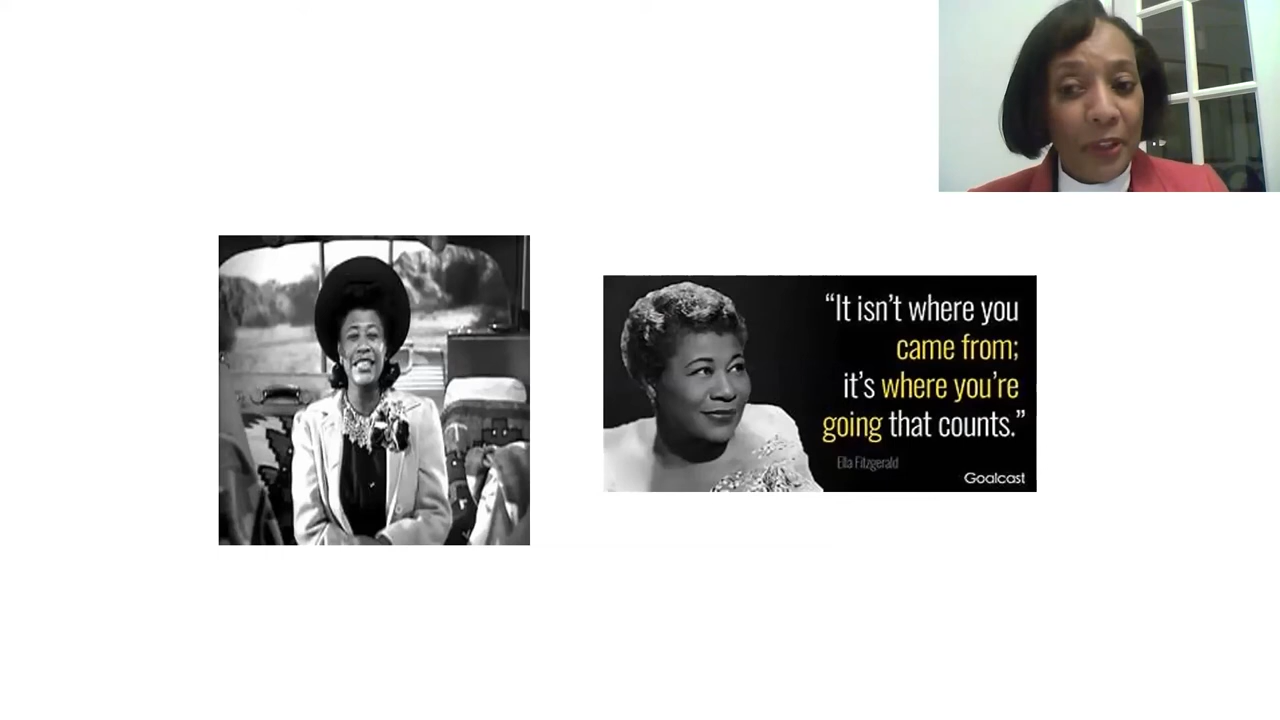 “It isn’t where you
came from;
it’s where you’re
going that counts.”
Ella Fitzgerald
Goalcast